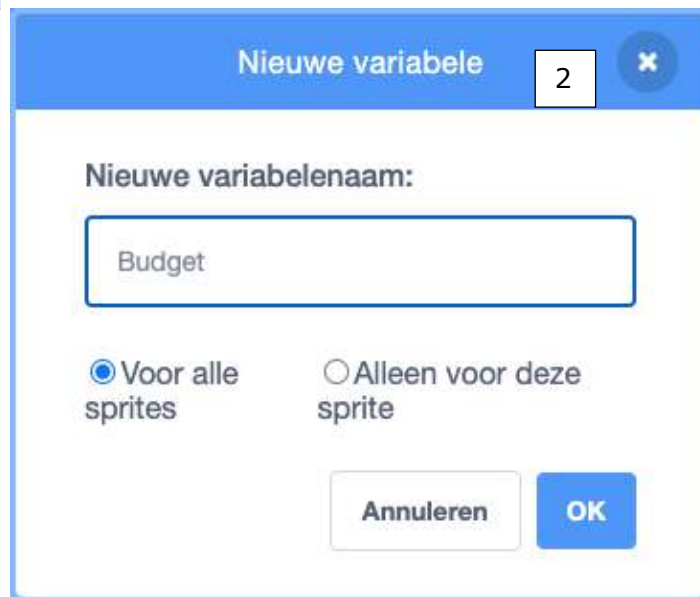 Nieuwe variabele
2
Nieuwe variabelenaam:
Budget
Voor alle
sprites
Alleen voor deze
sprite
Annuleren
OK